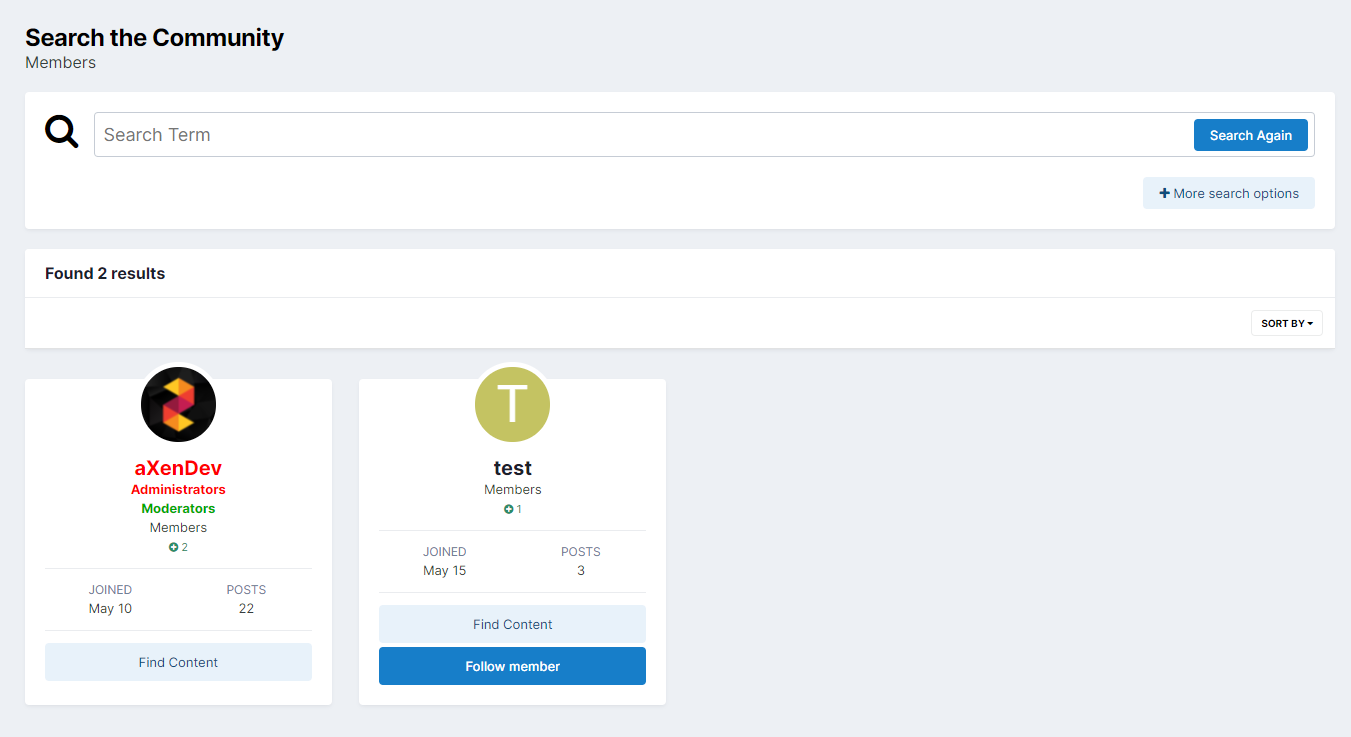 Search the Community
Members
Search Term
Search Again
More search options
Found 2 results
SORT BY
aXenDev
Administrators
Moderators
Members
2
JOINED POSTS
May 10 22
Find Content
T
test
Members
1
JOINED POSTS
May 15 3
Find Content
Follow member